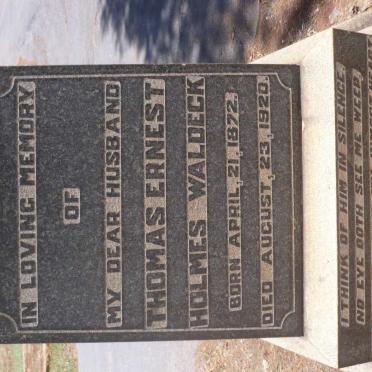 IN LOVING MEMORY
OF
MY DEAR HUSBAND
THOMAS ERNEST
HOLMES WALDECK
BORN APRIL, 21, 1872.
DIED AUGUST, 23, 1920.
I THINK OF HIM IN SILENCE,
NO EYE DOTH SEE ME WEEP